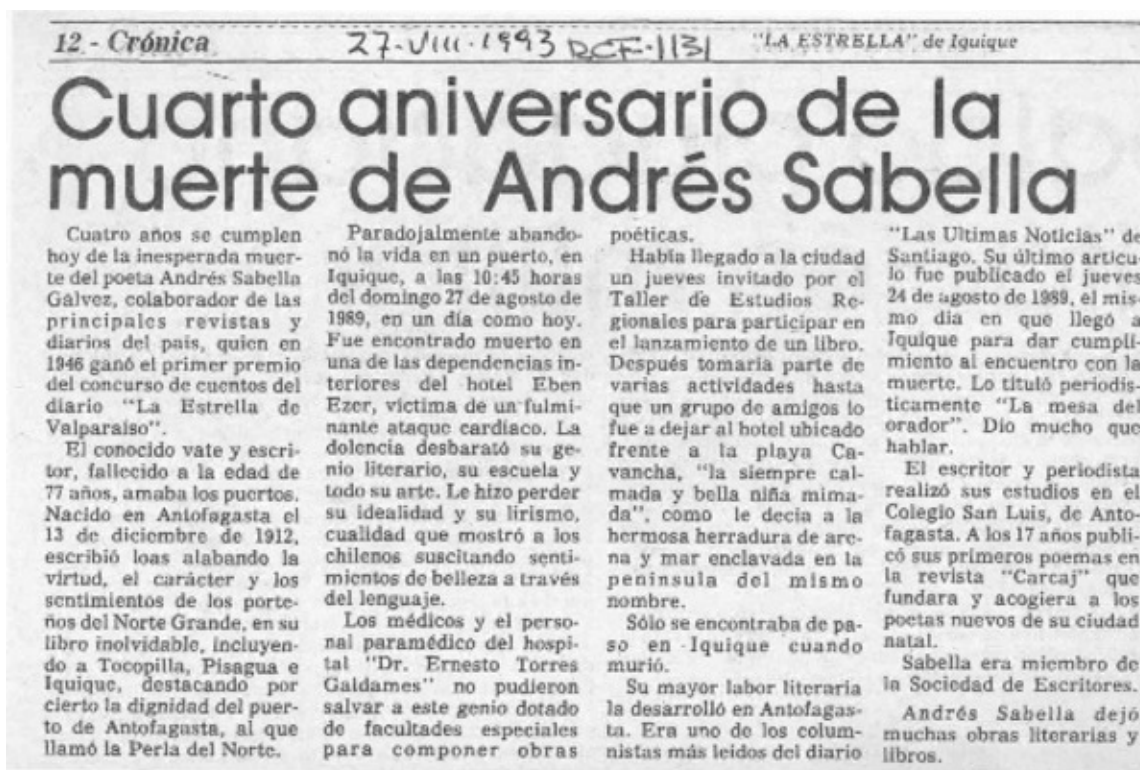 12 - Crónica
27-VIII-1993 RCF-1131
"LA ESTRELLA" de Iquique
Cuarto aniversario de la
muerte de Andrés Sabella
Cuatro años se cumplen
hoy de la inesperada muer-
te del poeta Andrés Sabella
Gálvez, colaborador de las
principales revistas y
diarios del país, quien en
1946 ganó el primer premio
del concurso de cuentos del
diario "La Estrella de
Valparaíso".
El conocido vate y escri-
tor, fallecido a la edad de
77 años, amaba los puertos.
Nacido en Antofagasta el
13 de diciembre de 1912,
escribió loas alabando la
virtud, el carácter y los
sentimientos de los porte-
ños del Norte Grande, en su
libro inolvidable, incluyen-
do a Tocopilla, Pisagua e
Iquique, destacando por
cierto la dignidad del puer-
to de Antofagasta, al que
llamó la Perla del Norte.
Paradojalmente abando-
nó la vida en un puerto, en
Iquique, a las 10:45 horas
del domingo 27 de agosto de
1989, en un día como hoy.
Fue encontrado muerto en
una de las dependencias in-
teriores del hotel Eben
Ezer, víctima de un fulmi-
nante ataque cardíaco. La
dolencia desbarató su ge-
nio literario, su escuela y
todo su arte. Le hizo perder
su idealidad y su lirismo,
cualidad que mostró a los
chilenos suscitando senti-
mientos de belleza a través
del lenguaje.
Los médicos y el perso-
nal paramédico del hospi-
tal "Dr. Ernesto Torres
Galdames" no pudieron
salvar a este genio dotado
de facultades especiales
para componer obras
poéticas.
Había llegado a la ciudad
un jueves invitado por el
Taller de Estudios Re-
gionales para participar en
el lanzamiento de un libro.
Después tomaría parte de
varias actividades hasta
que un grupo de amigos lo
fue a dejar al hotel ubicado
frente a la playa Ca-
vancha, "la siempre cal-
mada y bella niña mima-
da", como le decía a la
hermosa herradura de are-
na y mar enclavada en la
península del mismo
nombre.
Sólo se encontraba de pa-
so en Iquique cuando
murió.
Su mayor labor literaria
la desarrolló en Antofagas-
ta. Era uno de los colum-
nistas más leídos del diario
"Las Ultimas Noticias" de
Santiago. Su último artícu-
lo fue publicado el jueves
24 de agosto de 1989, el mis-
mo día en que llegó a
Iquique para dar cumpli-
miento al encuentro con la
muerte. Lo tituló periodís-
ticamente "La mesa del
orador". Dio mucho que
hablar.
El escritor y periodista
realizó sus estudios en el
Colegio San Luis, de Anto-
fagasta. A los 17 años publi-
có sus primeros poemas en
la revista "Carcaj" que
fundara y acogiera a los
poetas nuevos de su ciudad
natal.
Sabella era miembro de
la Sociedad de Escritores.
Andrés Sabella dejó
muchas obras literarias y
libros.